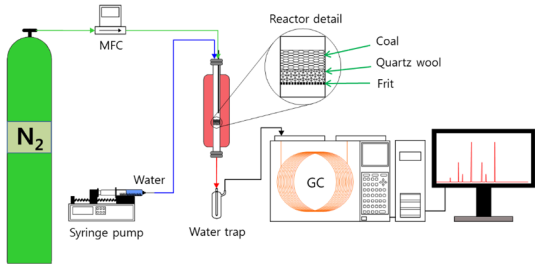 Reactor detail
MFC
Coal
Quartz wool
Frit
N2
Water
GC
Syringe pump
Water trap